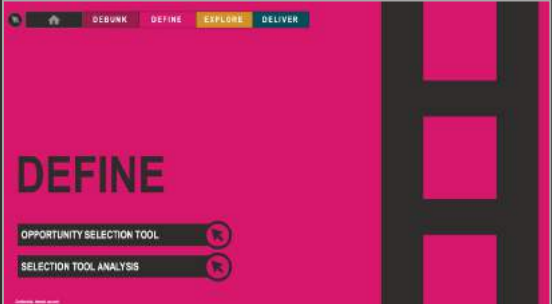 DEBUNK DEFINE EXPLORE DELIVER
DEFINE
OPPORTUNITY SELECTION TOOL
SELECTION TOOL ANALYSIS